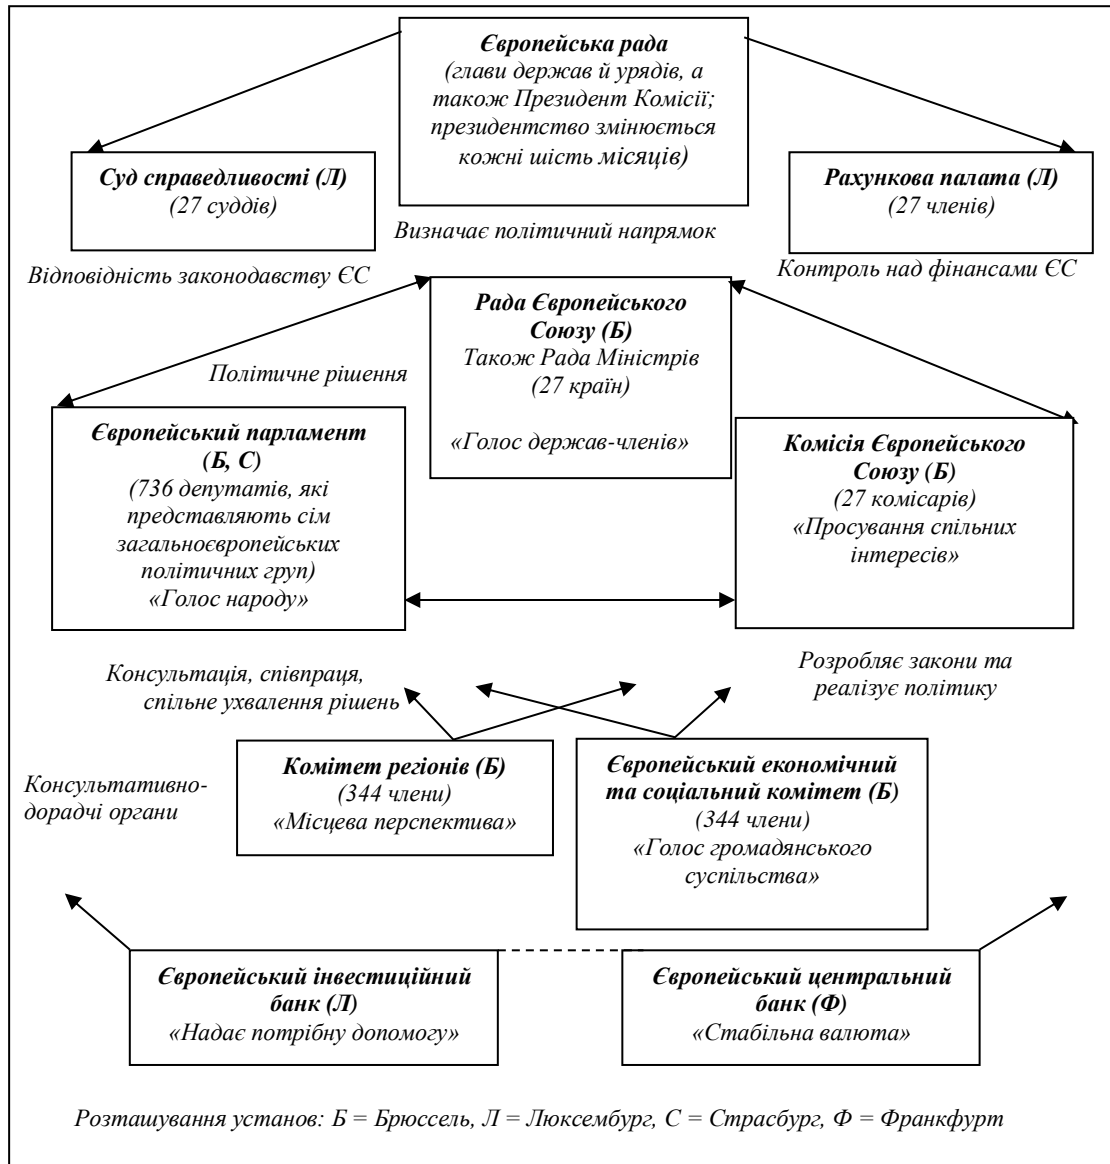 Європейська рада
(глави держав й урядів, а
також Президент Комісії;
президентство змінюється
кожні шість місяців)
Суд справедливості (Л)
(27 суддів)
Рахункова палата (Л)
(27 членів)
Визначає політичний напрямок
Відповідність законодавству ЄС
Контроль над фінансами ЄС
Рада Європейського
Союзу (Б)
Також Рада Міністрів
(27 країн)
«Голос держав-членів»
Політичне рішення
Європейський парламент
(Б, С)
(736 депутатів, які
представляють сім
загальноєвропейських
політичних груп)
«Голос народу»
Комісія Європейського
Союзу (Б)
(27 комісарів)
«Просування спільних
інтересів»
Консультація, співпраця,
спільне ухвалення рішень
Розробляє закони та
реалізує політику
Консультативно-
дорадчі органи
Комітет регіонів (Б)
(344 члени)
«Місцева перспектива»
Європейський економічний
та соціальний комітет (Б)
(344 члени)
«Голос громадянського
суспільства»
Європейський інвестиційний
банк (Л)
«Надає потрібну допомогу»
Європейський центральний
банк (Ф)
«Стабільна валюта»
Розташування установ: Б = Брюссель, Л = Люксембург, С = Страсбург, Ф = Франкфурт